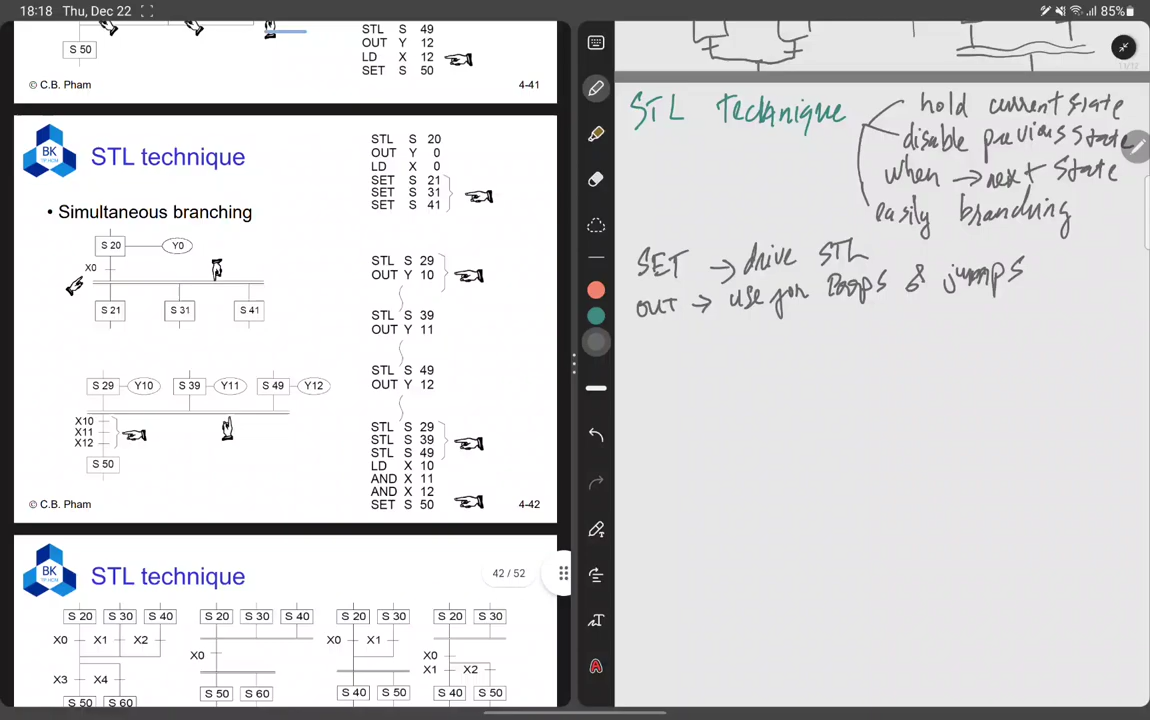 18:18 Thu, Dec 22
85%
S 50
STL S 49
OUT Y 12
LD X 12
SET S 50
© C.B. Pham
4-41
BK
TP.HCM
STL technique
• Simultaneous branching
S 20
Y0
X0
S 21
S 31
S 41
S 29
Y10
S 39
Y11
S 49
Y12
X10
X11
X12
S 50
STL S 20
OUT Y 0
LD X 0
SET S 21
SET S 31
SET S 41
STL S 29
OUT Y 10
STL S 39
OUT Y 11
STL S 49
OUT Y 12
STL S 29
STL S 39
STL S 49
LD X 10
AND X 11
AND X 12
SET S 50
© C.B. Pham
4-42
BK
TP.HCM
STL technique
42 / 52
S 20 S 30 S 40
X0 X1 X2
X3 X4
S 50 S 60
S 20 S 30 S 40
X0
S 50 S 60
S 20 S 30
X0 X1
S 40 S 50
S 20 S 30
X0
X1 X2
S 40 S 50
STL technique
hold current state
disable previous state
when → next state
easily branching
SET → drive STL
OUT → use for loops & jumps